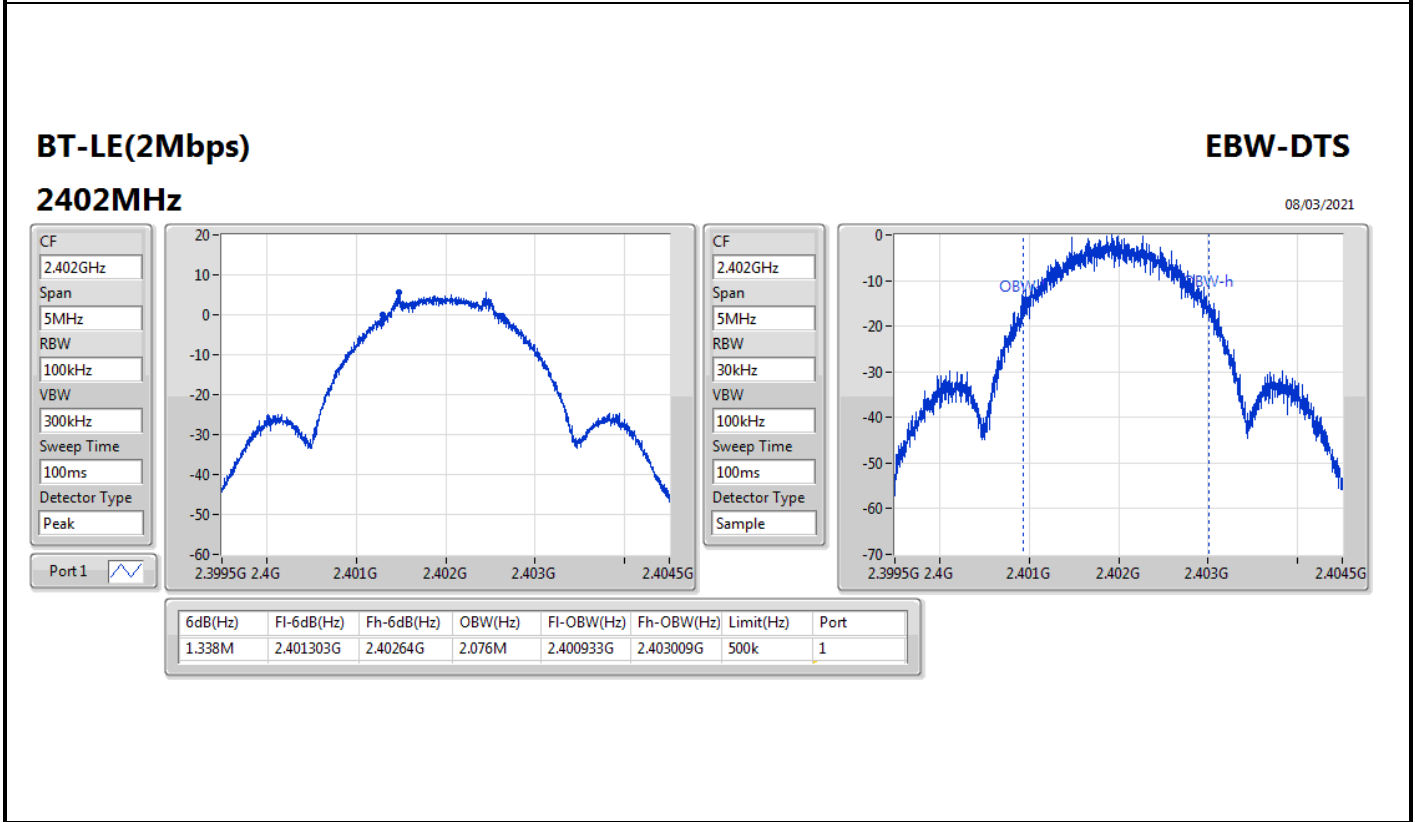 BT-LE(2Mbps)
EBW-DTS
2402MHz
08/03/2021
CF
2.402GHz
Span
5MHz
RBW
100kHz
VBW
300kHz
Sweep Time
100ms
Detector Type
Peak
Port 1
20
10
0
-10
-20
-30
-40
-50
-60
2.3995G 2.4G 2.401G 2.402G 2.403G 2.4045G
CF
2.402GHz
Span
5MHz
RBW
30kHz
VBW
100kHz
Sweep Time
100ms
Detector Type
Sample
0
-10
-20
-30
-40
-50
-60
-70
2.3995G 2.4G 2.401G 2.402G 2.403G 2.4045G
6dB(Hz) Fl-6dB(Hz) Fh-6dB(Hz) OBW(Hz) Fl-OBW(Hz) Fh-OBW(Hz) Limit(Hz) Port
1.338M 2.401303G 2.40264G 2.076M 2.400933G 2.403009G 500k 1